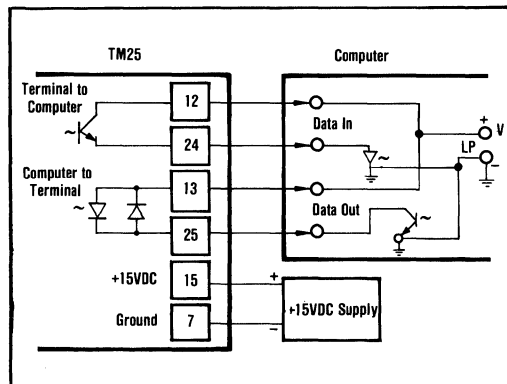 TM25
Computer
Terminal to
Computer
12
Data In
24
+
V
LP
−
Computer to
Terminal
13
Data Out
25
+15VDC
15
+
+15VDC Supply
Ground
7
−